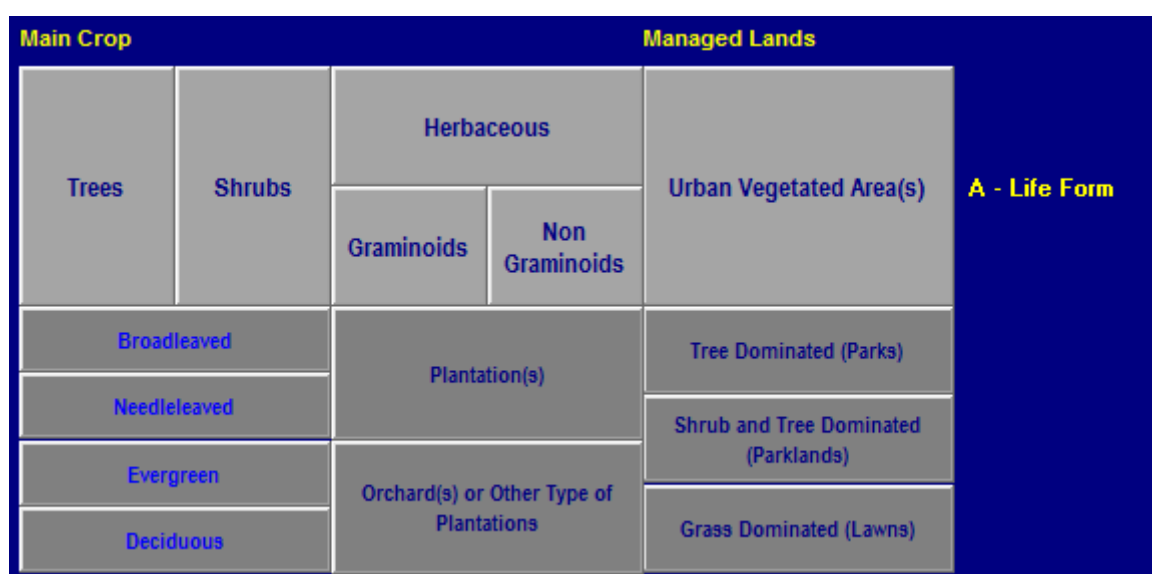 Main Crop
Managed Lands
Trees
Shrubs
Herbaceous
Graminoids
Non
Graminoids
Urban Vegetated Area(s)
A - Life Form
Broadleaved
Needleleaved
Evergreen
Deciduous
Plantation(s)
Orchard(s) or Other Type of
Plantations
Tree Dominated (Parks)
Shrub and Tree Dominated
(Parklands)
Grass Dominated (Lawns)